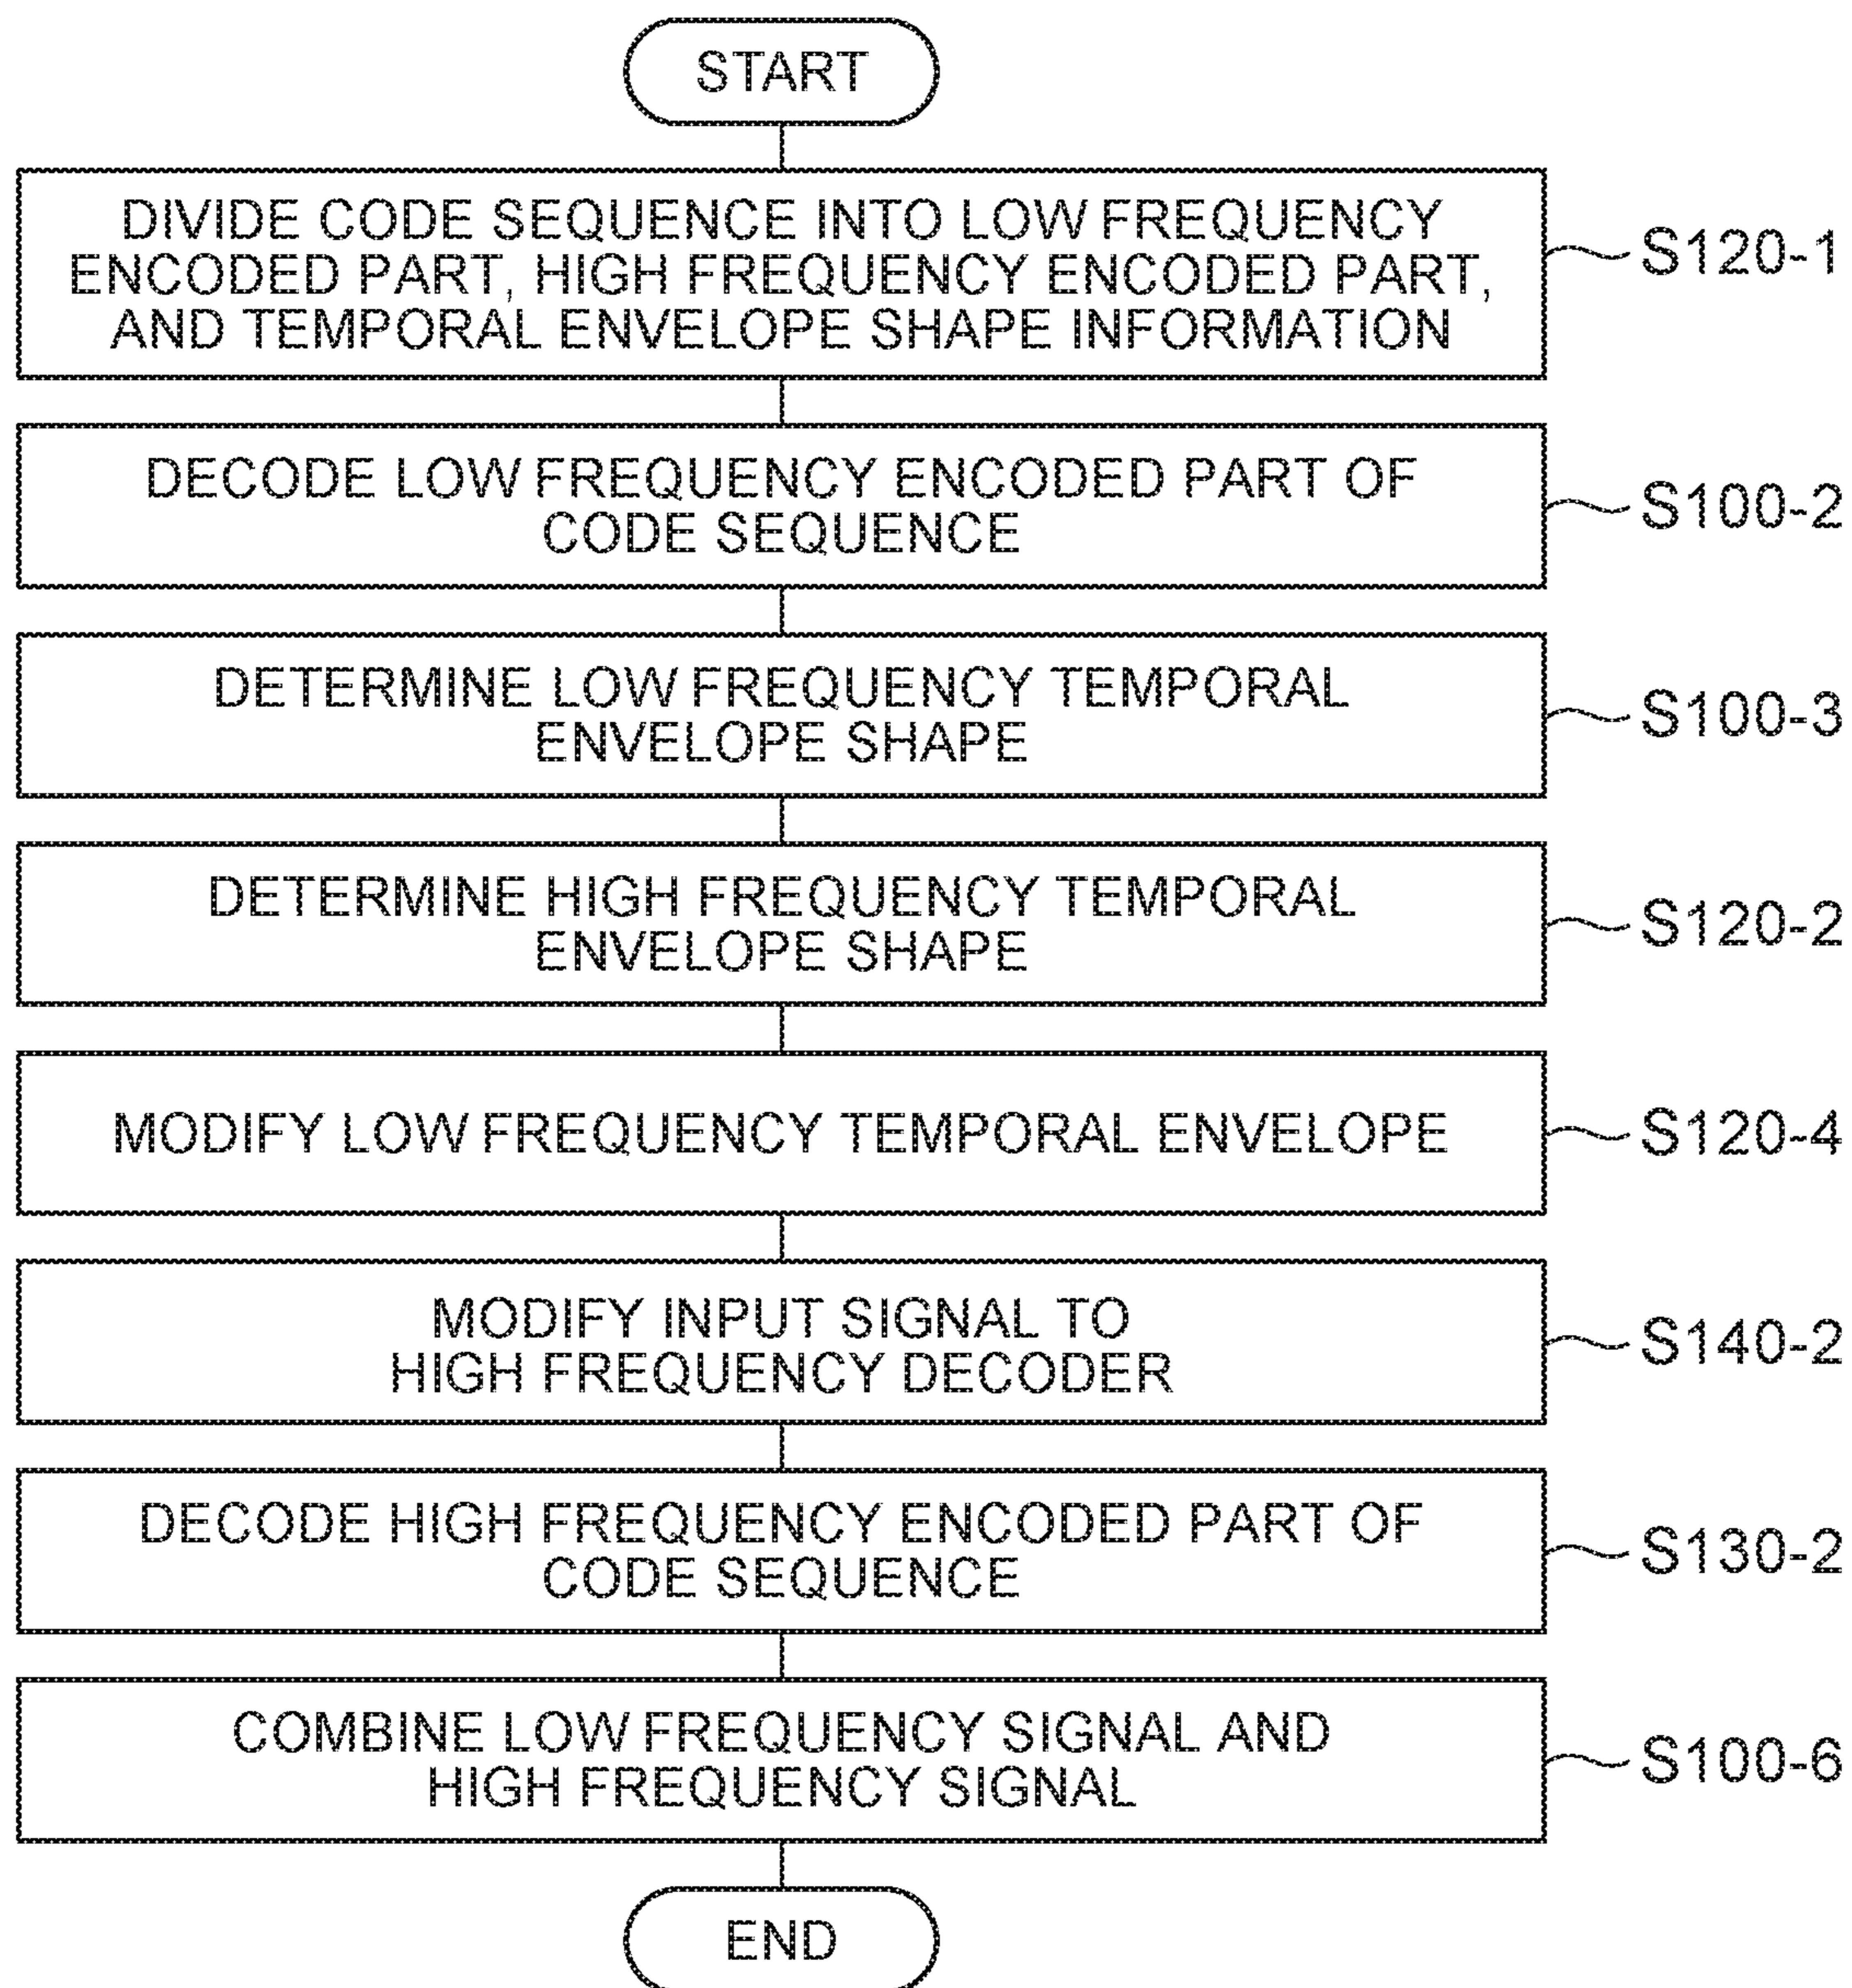 START
DIVIDE CODE SEQUENCE INTO LOW FREQUENCY
ENCODED PART, HIGH FREQUENCY ENCODED PART,
AND TEMPORAL ENVELOPE SHAPE INFORMATION
S120-1
DECODE LOW FREQUENCY ENCODED PART OF
CODE SEQUENCE
S100-2
DETERMINE LOW FREQUENCY TEMPORAL
ENVELOPE SHAPE
S100-3
DETERMINE HIGH FREQUENCY TEMPORAL
ENVELOPE SHAPE
S120-2
MODIFY LOW FREQUENCY TEMPORAL ENVELOPE
S120-4
MODIFY INPUT SIGNAL TO
HIGH FREQUENCY DECODER
S140-2
DECODE HIGH FREQUENCY ENCODED PART OF
CODE SEQUENCE
S130-2
COMBINE LOW FREQUENCY SIGNAL AND
HIGH FREQUENCY SIGNAL
S100-6
END